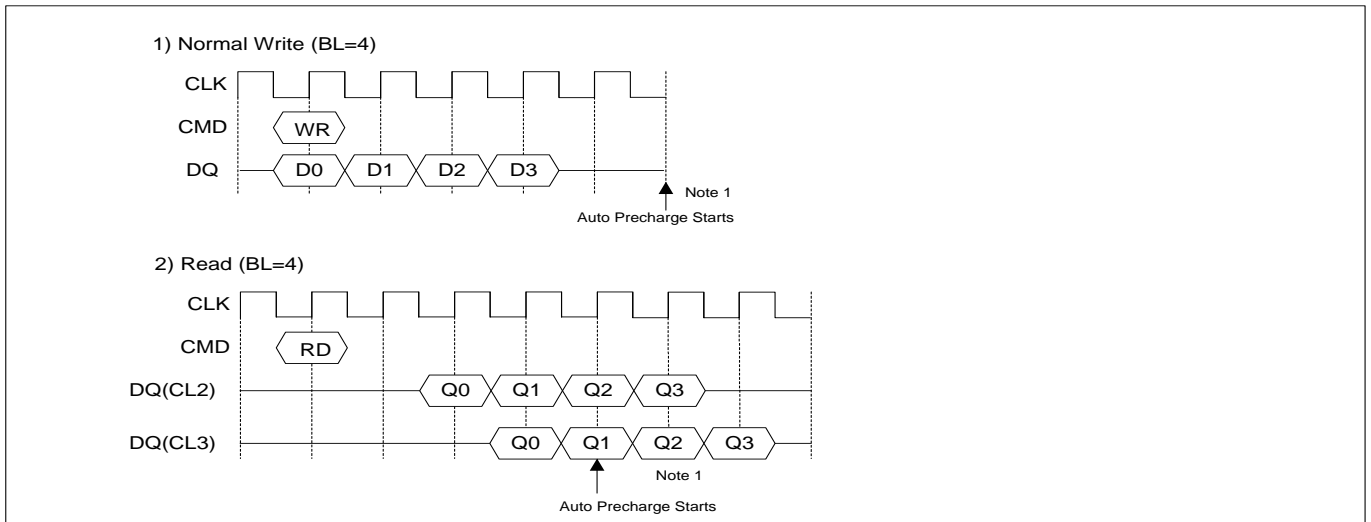 1) Normal Write (BL=4)
CLK
CMD WR
DQ D0 D1 D2 D3
Note 1
Auto Precharge Starts
2) Read (BL=4)
CLK
CMD RD
DQ(CL2) Q0 Q1 Q2 Q3
DQ(CL3) Q0 Q1 Q2 Q3
Note 1
Auto Precharge Starts